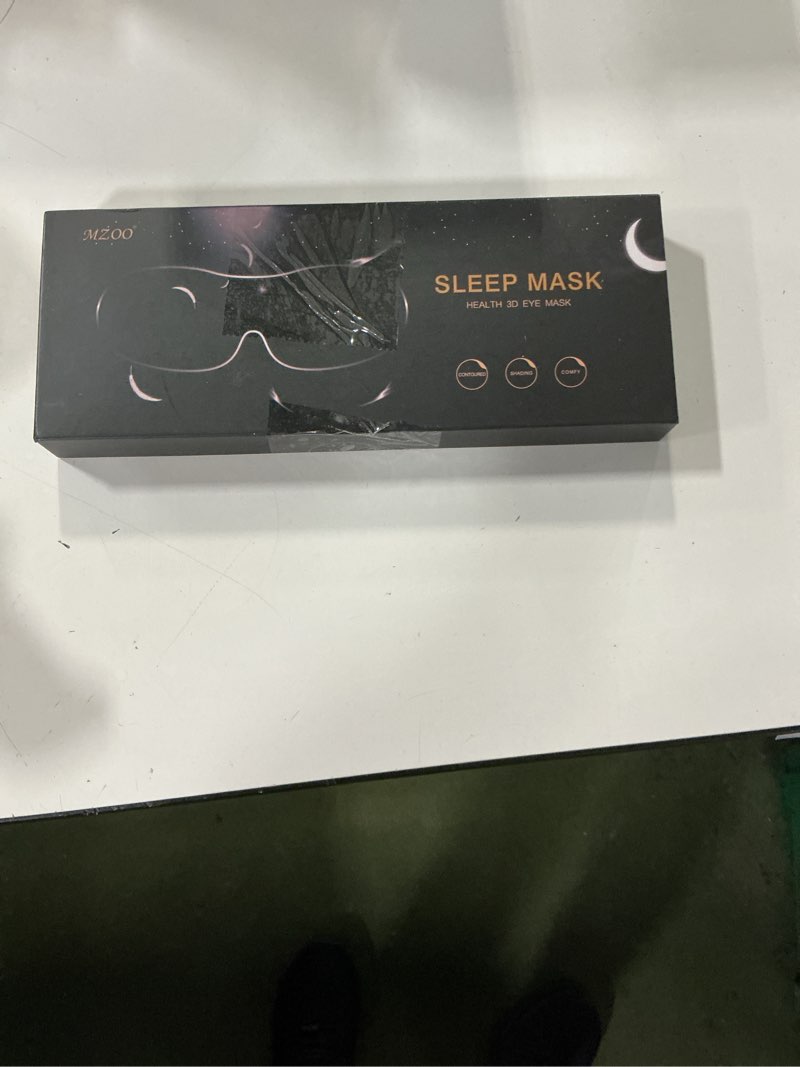 MZOO®
SLEEP MASK
HEALTH 3D EYE MASK
CONTOURED
SHADING
COMFY